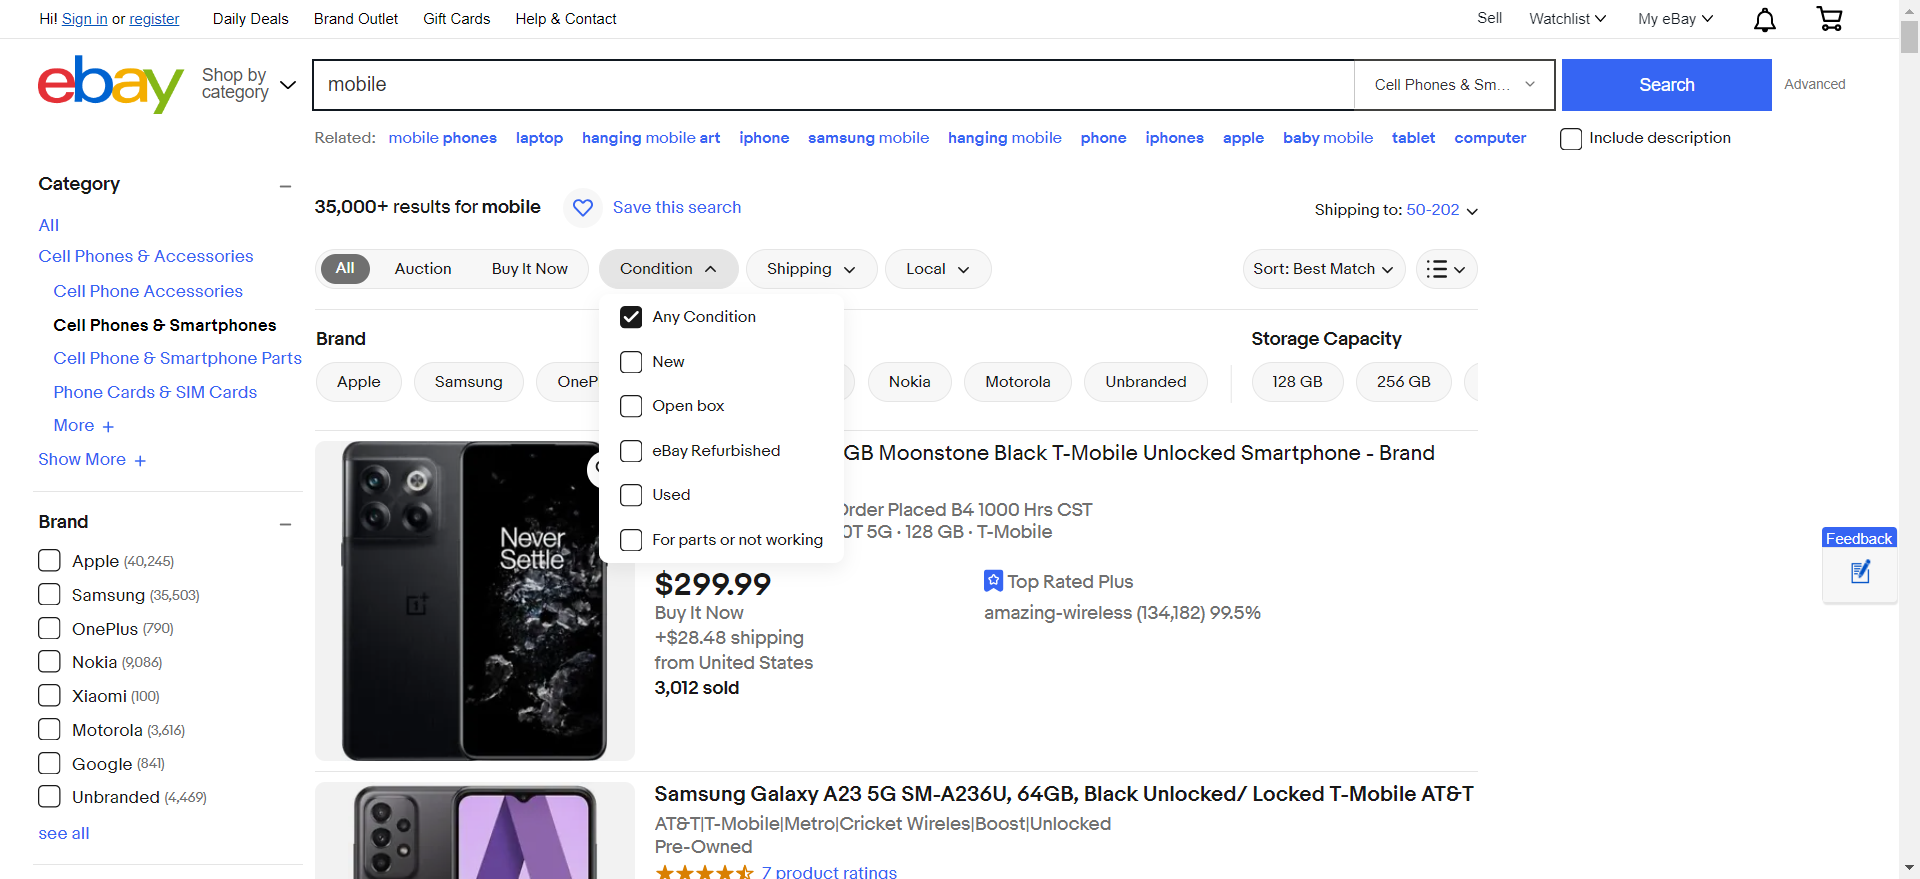 Hi! Sign in or register Daily Deals Brand Outlet Gift Cards Help & Contact Sell Watchlist My eBay
ebay
Shop by category
mobile Cell Phones & Sm... Search Advanced
Related: mobile phones laptop hanging mobile art iphone samsung mobile hanging mobile phone iphones apple baby mobile tablet computer Include description
Category
All
Cell Phones & Accessories
Cell Phone Accessories
Cell Phones & Smartphones
Cell Phone & Smartphone Parts
Phone Cards & SIM Cards
More +
Show More +
Brand
Apple (40,245)
Samsung (35,503)
OnePlus (790)
Nokia (9,086)
Xiaomi (100)
Motorola (3,616)
Google (841)
Unbranded (4,469)
see all
35,000+ results for mobile Save this search Shipping to: 50-202
All Auction Buy It Now Condition Shipping Local Sort: Best Match
Any Condition
New
Open box
eBay Refurbished
Used
For parts or not working
Brand Storage Capacity
Apple Samsung OneP Nokia Motorola Unbranded 128 GB 256 GB
GB Moonstone Black T-Mobile Unlocked Smartphone - Brand
Order Placed B4 1000 Hrs CST
0T 5G · 128 GB · T-Mobile
Never
Settle
$299.99
Buy It Now
+$28.48 shipping
from United States
3,012 sold
Top Rated Plus
amazing-wireless (134,182) 99.5%
Samsung Galaxy A23 5G SM-A236U, 64GB, Black Unlocked/ Locked T-Mobile AT&T
AT&T|T-Mobile|Metro|Cricket Wireles|Boost|Unlocked
Pre-Owned
7 product ratings
Feedback